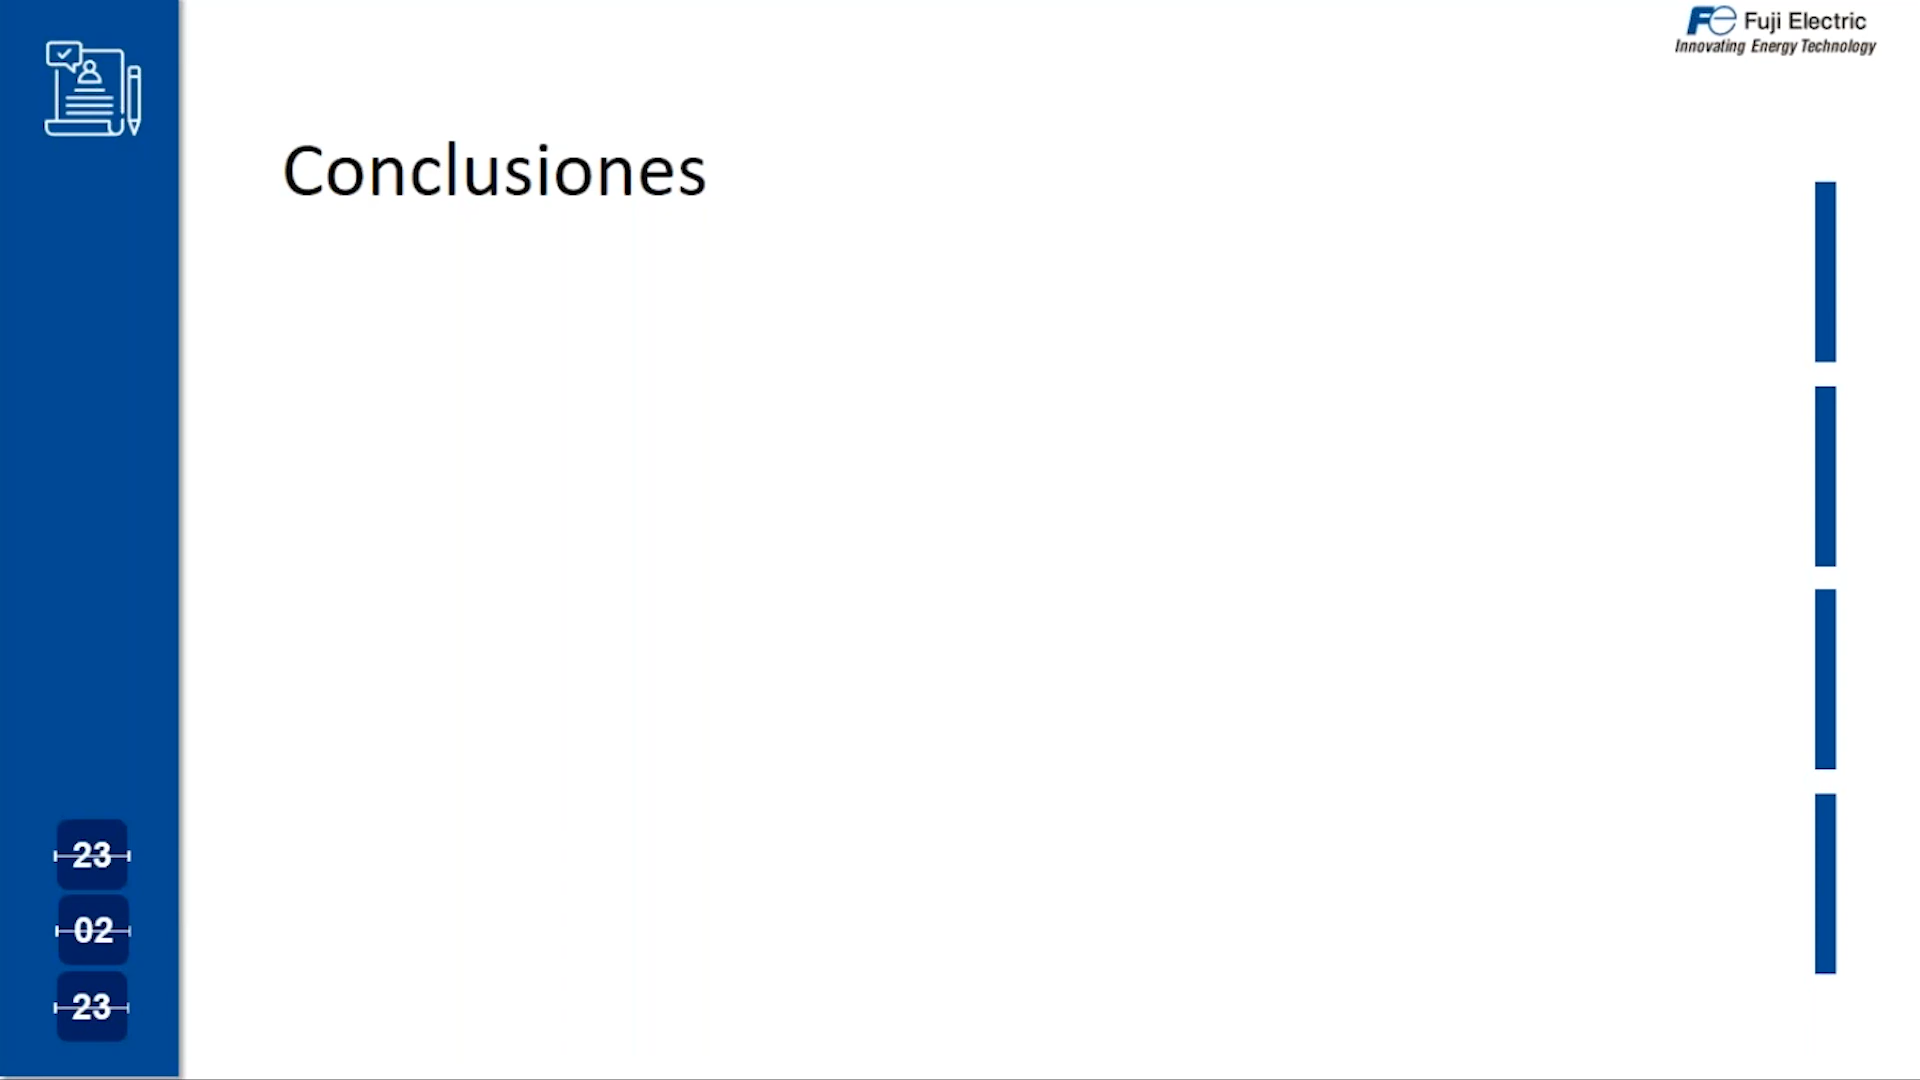 Fuji Electric
Innovating Energy Technology
Conclusiones
23
02
23